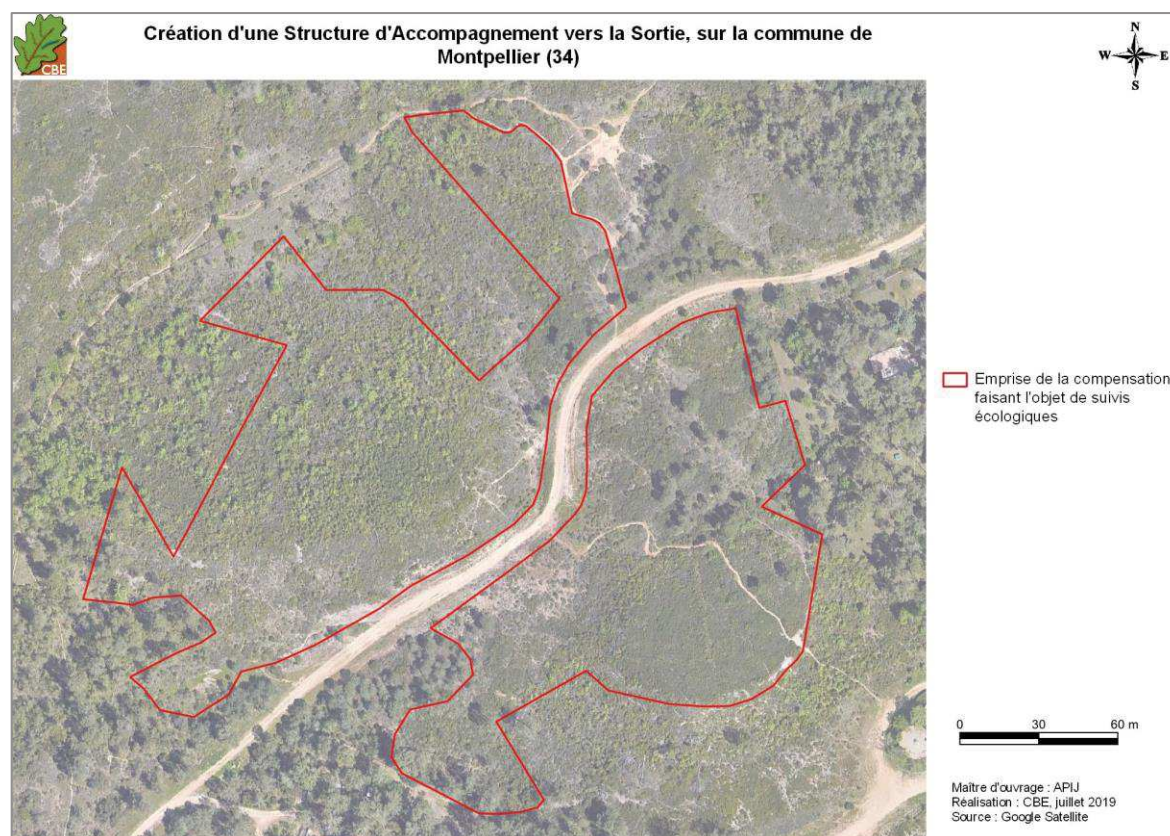 CBE
Création d'une Structure d'Accompagnement vers la Sortie, sur la commune de
Montpellier (34)
N
W E
S
Emprise de la compensation
faisant l'objet de suivis
écologiques
0 30 60 m
Maître d'ouvrage : APIJ
Réalisation : CBE, juillet 2019
Source : Google Satellite